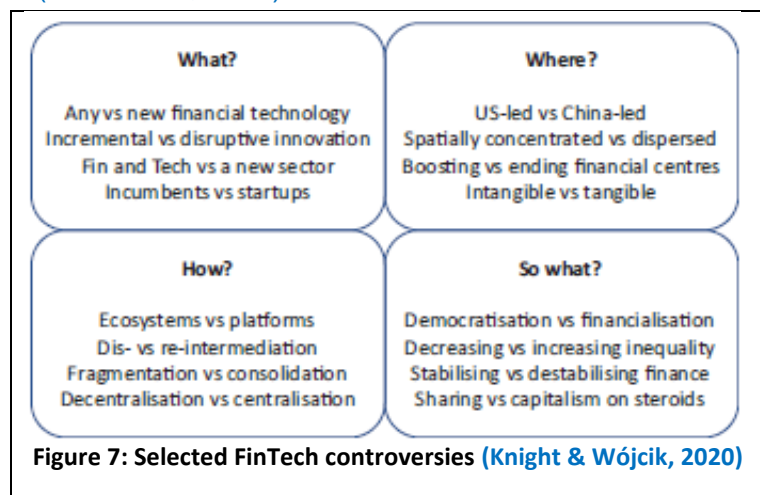 What?
Any vs new financial technology
Incremental vs disruptive innovation
Fin and Tech vs a new sector
Incumbents vs startups
Where?
US-led vs China-led
Spatially concentrated vs dispersed
Boosting vs ending financial centres
Intangible vs tangible
How?
Ecosystems vs platforms
Dis- vs re-intermediation
Fragmentation vs consolidation
Decentralisation vs centralisation
So what?
Democratisation vs financialisation
Decreasing vs increasing inequality
Stabilising vs destabilising finance
Sharing vs capitalism on steroids
Figure 7: Selected FinTech controversies (Knight & Wójcik, 2020)